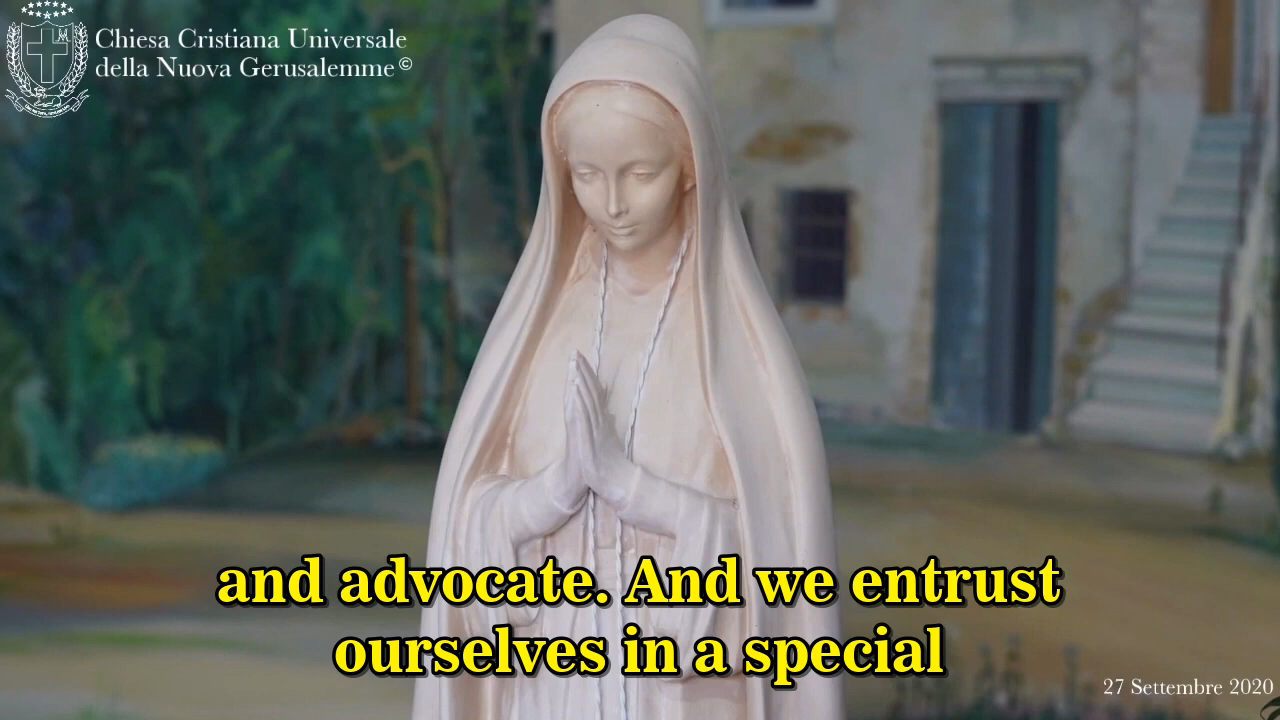 Chiesa Cristiana Universale
della Nuova Gerusalemme©
and advocate. And we entrust
ourselves in a special
27 Settembre 2020